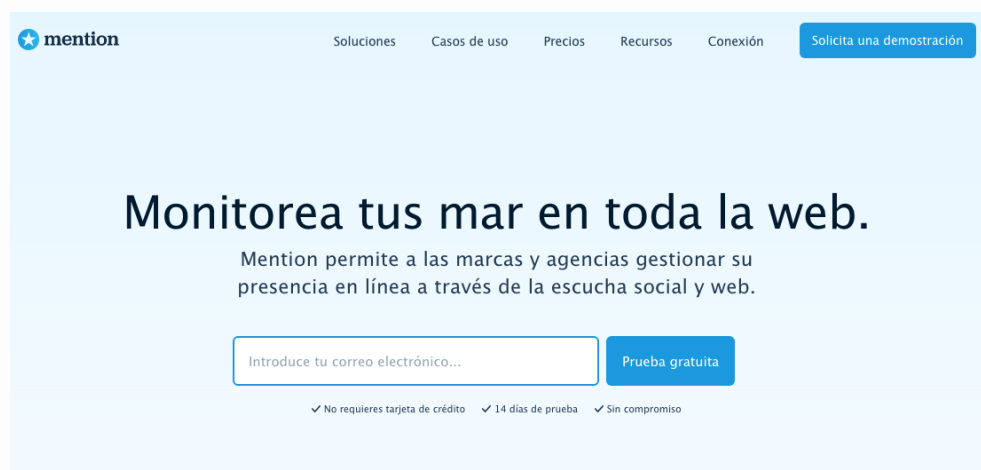 mention
Soluciones
Casos de uso
Precios
Recursos
Conexión
Solicita una demostración
Monitorea tus mar en toda la web.
Mention permite a las marcas y agencias gestionar su
presencia en línea a través de la escucha social y web.
Introduce tu correo electrónico...
Prueba gratuita
No requieres tarjeta de crédito
14 días de prueba
Sin compromiso